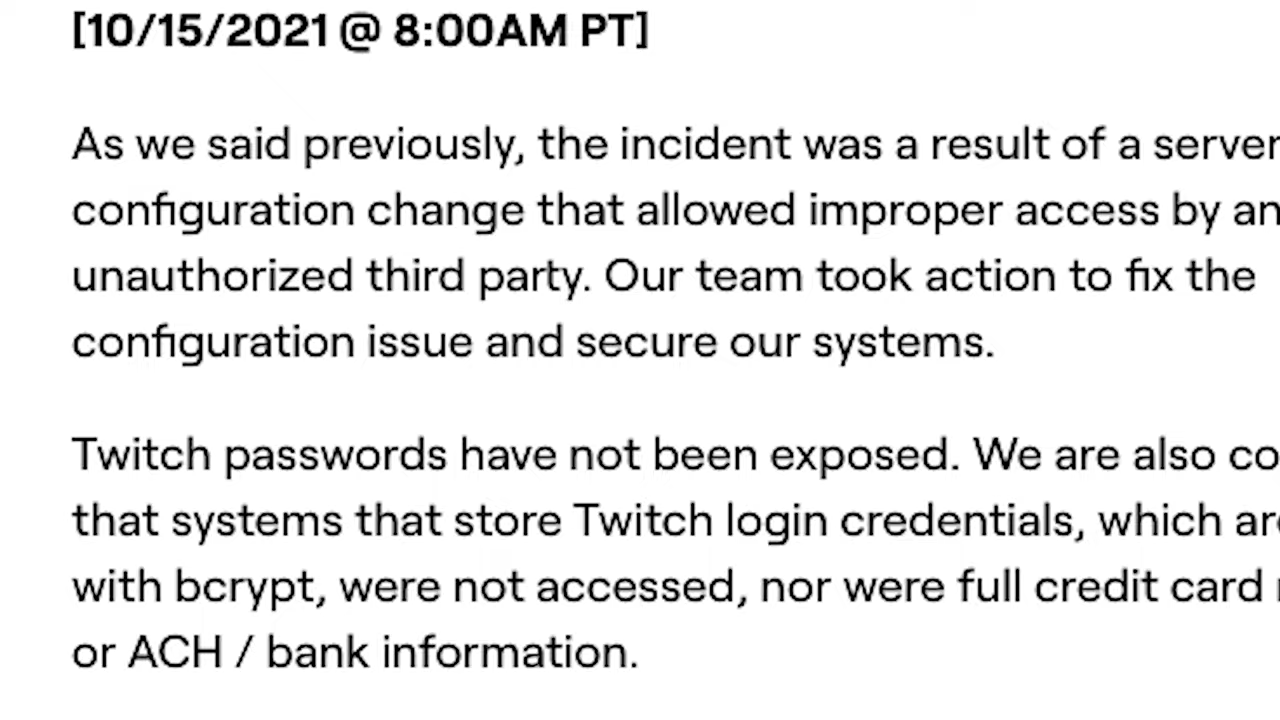 [10/15/2021 @ 8:00AM PT]
As we said previously, the incident was a result of a server
configuration change that allowed improper access by an
unauthorized third party. Our team took action to fix the
configuration issue and secure our systems.
Twitch passwords have not been exposed. We are also co
that systems that store Twitch login credentials, which are
with bcrypt, were not accessed, nor were full credit card
or ACH / bank information.